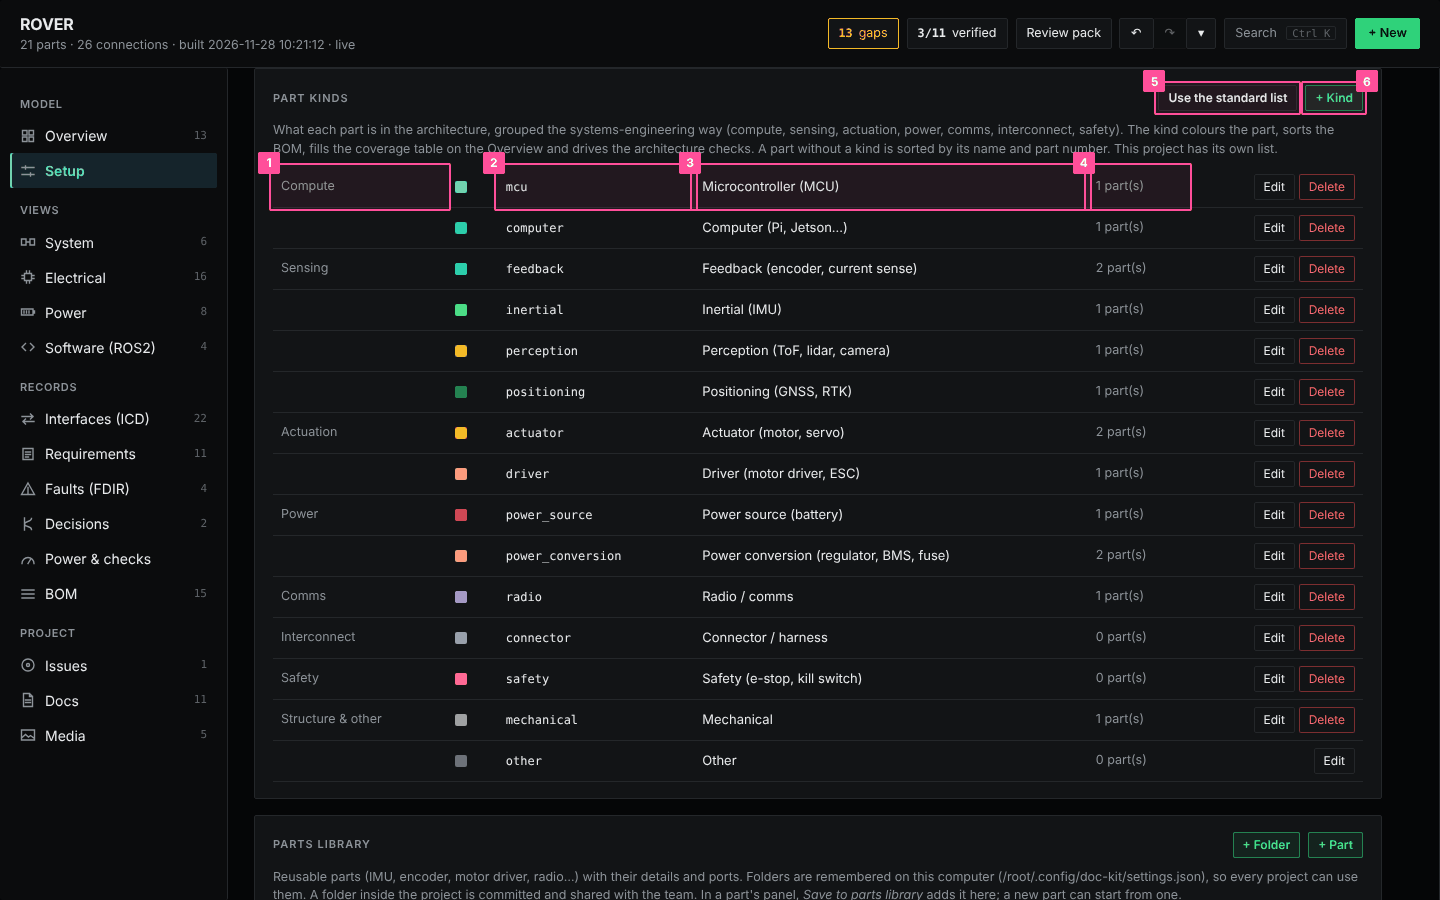 ROVER
21 parts · 26 connections · built 2026-11-28 10:21:12 · live
13 gaps
3/11 verified
Review pack
Search Ctrl K
+ New
MODEL
Overview 13
Setup
VIEWS
System 6
Electrical 16
Power 8
Software (ROS2) 4
RECORDS
Interfaces (ICD) 22
Requirements 11
Faults (FDIR) 4
Decisions 2
Power & checks
BOM 15
PROJECT
Issues 1
Docs 11
Media 5
PART KINDS
5
Use the standard list
6
+ Kind
What each part is in the architecture, grouped the systems-engineering way (compute, sensing, actuation, power, comms, interconnect, safety). The kind colours the part, sorts the
BOM, fills the coverage table on the Overview and drives the architecture checks. A part without a kind is sorted by its name and part number. This project has its own list.
1 2 3 4
Compute mcu Microcontroller (MCU) 1 part(s) Edit Delete
computer Computer (Pi, Jetson...) 1 part(s) Edit Delete
Sensing feedback Feedback (encoder, current sense) 2 part(s) Edit Delete
inertial Inertial (IMU) 1 part(s) Edit Delete
perception Perception (ToF, lidar, camera) 1 part(s) Edit Delete
positioning Positioning (GNSS, RTK) 1 part(s) Edit Delete
Actuation actuator Actuator (motor, servo) 2 part(s) Edit Delete
driver Driver (motor driver, ESC) 1 part(s) Edit Delete
Power power_source Power source (battery) 1 part(s) Edit Delete
power_conversion Power conversion (regulator, BMS, fuse) 2 part(s) Edit Delete
Comms radio Radio / comms 1 part(s) Edit Delete
Interconnect connector Connector / harness 0 part(s) Edit Delete
Safety safety Safety (e-stop, kill switch) 0 part(s) Edit Delete
Structure & other mechanical Mechanical 1 part(s) Edit Delete
other Other 0 part(s) Edit
PARTS LIBRARY
+ Folder
+ Part
Reusable parts (IMU, encoder, motor driver, radio...) with their details and ports. Folders are remembered on this computer (/root/.config/doc-kit/settings.json), so every project can use
them. A folder inside the project is committed and shared with the team. In a part's panel, Save to parts library adds it here; a new part can start from one.